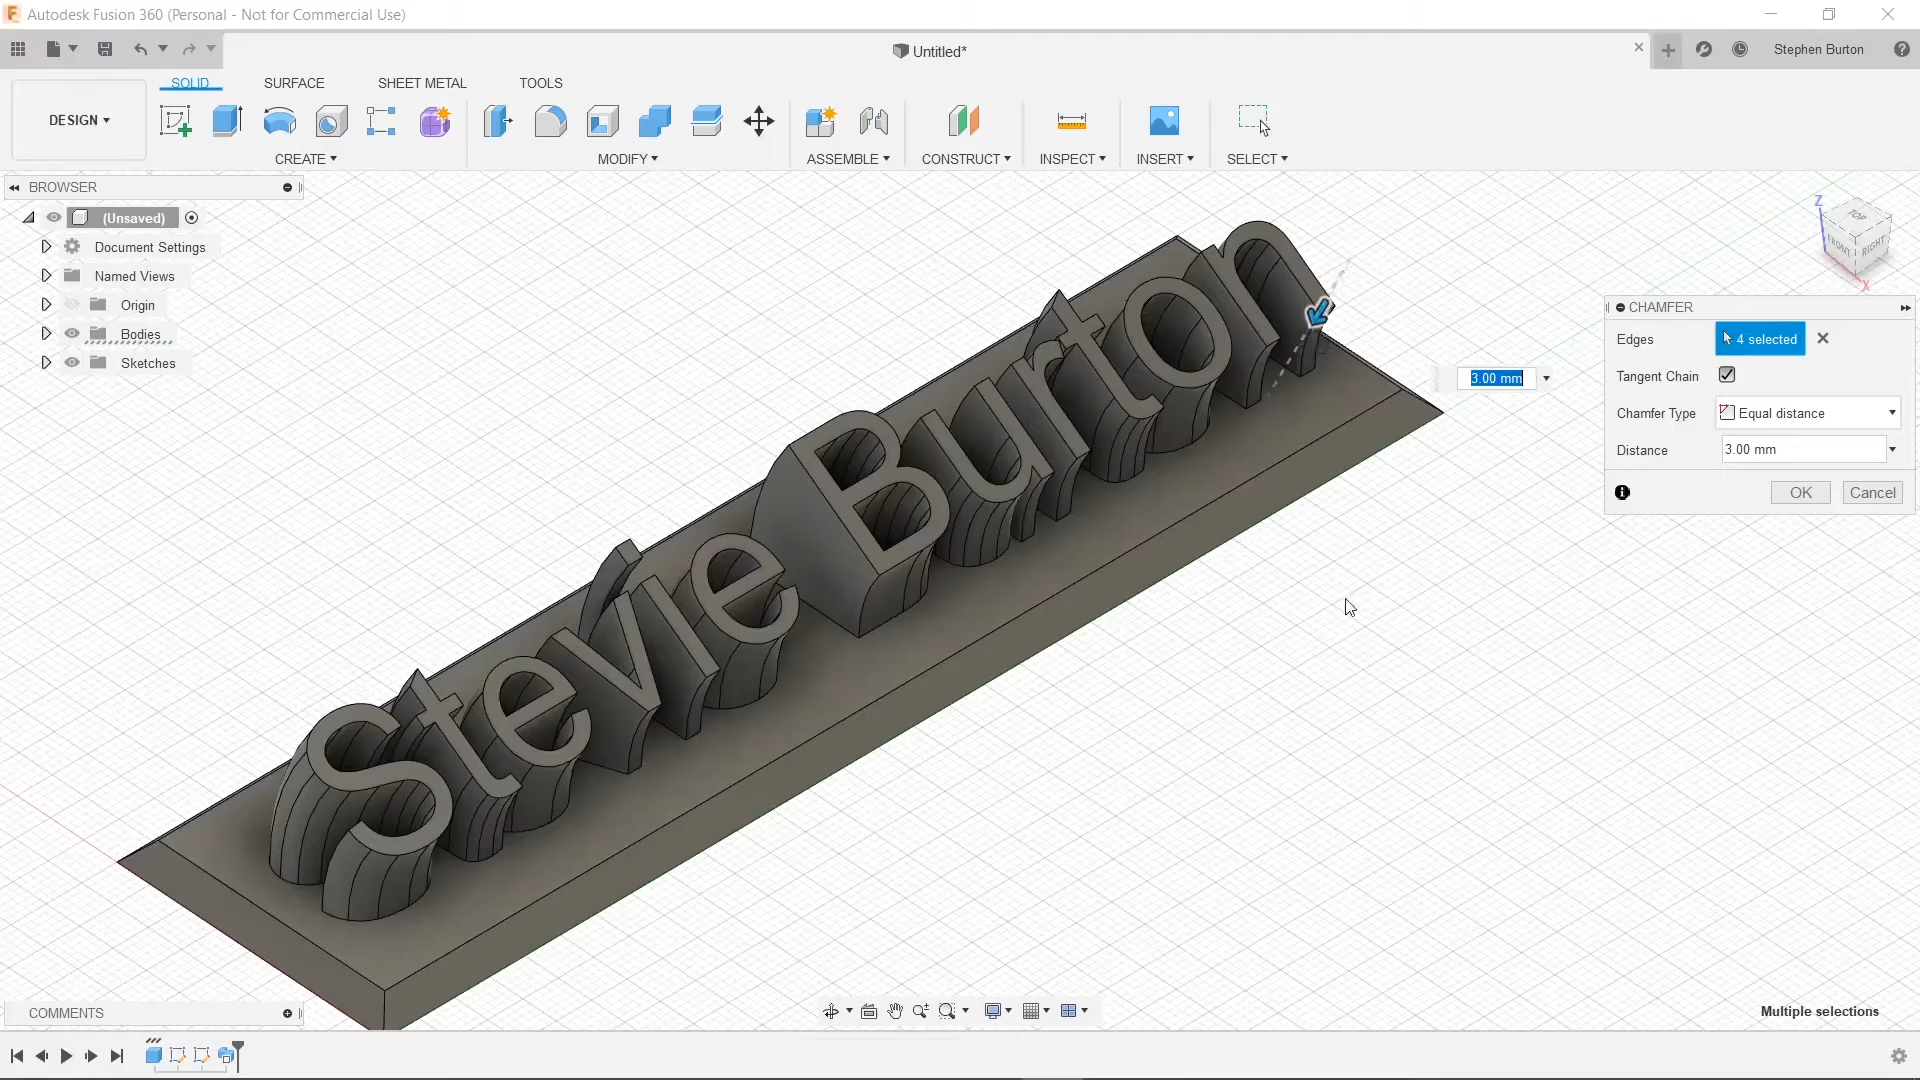 Autodesk Fusion 360 (Personal - Not for Commercial Use)
Untitled*
Stephen Burton
DESIGN
SOLID
SURFACE
SHEET METAL
TOOLS
CREATE
MODIFY
ASSEMBLE
CONSTRUCT
INSPECT
INSERT
SELECT
BROWSER
(Unsaved)
Document Settings
Named Views
Origin
Bodies
Sketches
Stevie Burton
Z
TOP
FRONT
RIGHT
X
3.00 mm
CHAMFER
Edges
4 selected
Tangent Chain
Chamfer Type
Equal distance
Distance
3.00 mm
OK
Cancel
COMMENTS
Multiple selections